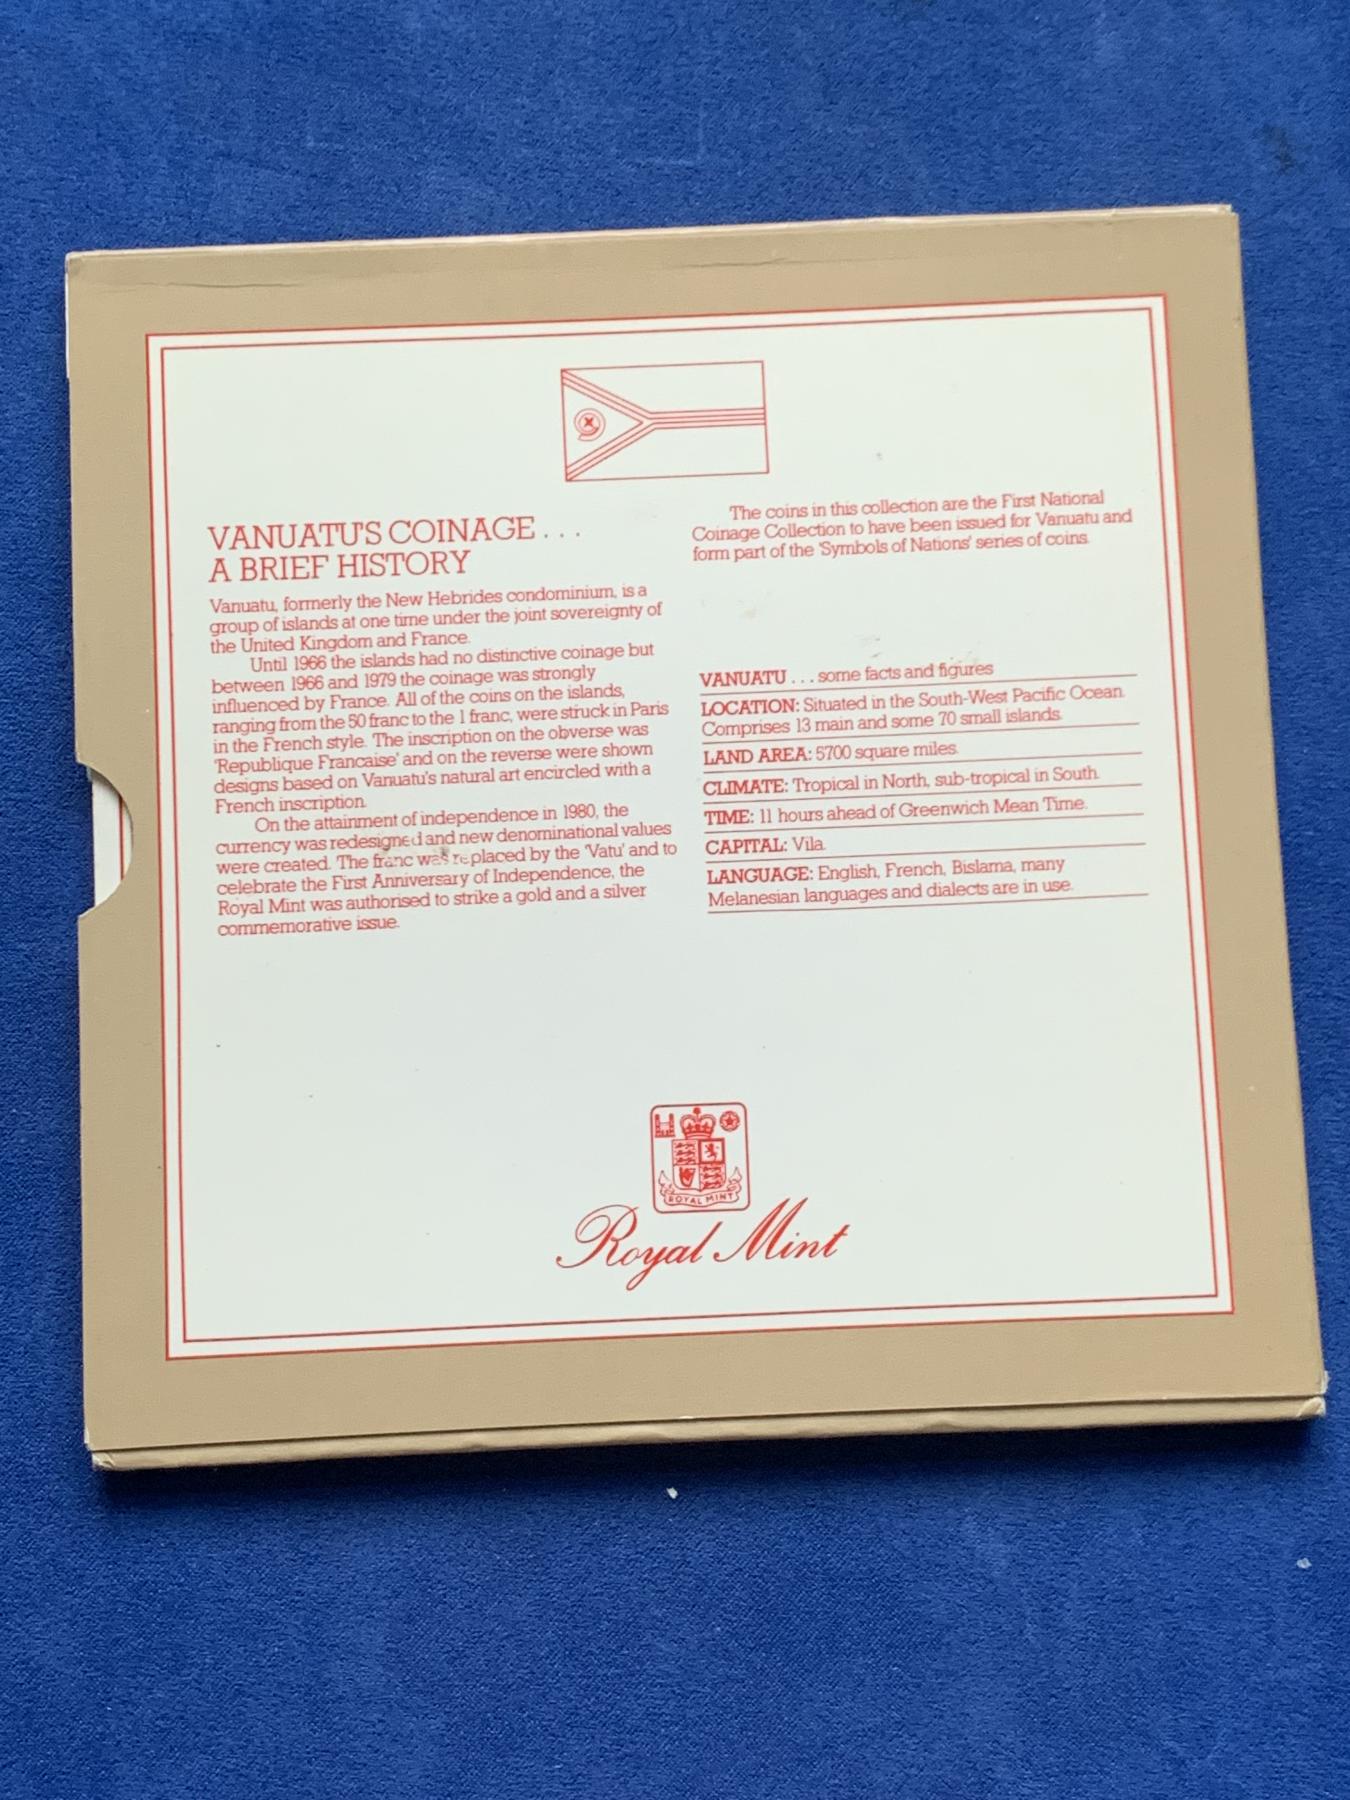 VANUATU'S COINAGE . . .
A BRIEF HISTORY
Vanuatu, formerly the New Hebrides condominium, is a
group of islands at one time under the joint sovereignty of
the United Kingdom and France.
Until 1966 the islands had no distinctive coinage but
between 1966 and 1979 the coinage was strongly
influenced by France. All of the coins on the islands,
ranging from the 50 franc to the 1 franc, were struck in Paris
in the French style. The inscription on the obverse was
'Republique Francaise' and on the reverse were shown
designs based on Vanuatu's natural art encircled with a
French inscription.
On the attainment of independence in 1980, the
currency was redesigned and new denominational values
were created. The franc was replaced by the 'Vatu' and to
celebrate the First Anniversary of Independence, the
Royal Mint was authorised to strike a gold and a silver
commemorative issue.
The coins in this collection are the First National
Coinage Collection to have been issued for Vanuatu and
form part of the 'Symbols of Nations' series of coins.
VANUATU . . . some facts and figures
LOCATION: Situated in the South-West Pacific Ocean.
Comprises 13 main and some 70 small islands.
LAND AREA: 5700 square miles.
CLIMATE: Tropical in North, sub-tropical in South.
TIME: 11 hours ahead of Greenwich Mean Time.
CAPITAL: Vila.
LANGUAGE: English, French, Bislama, many
Melanesian languages and dialects are in use.
ROYAL MINT
Royal Mint